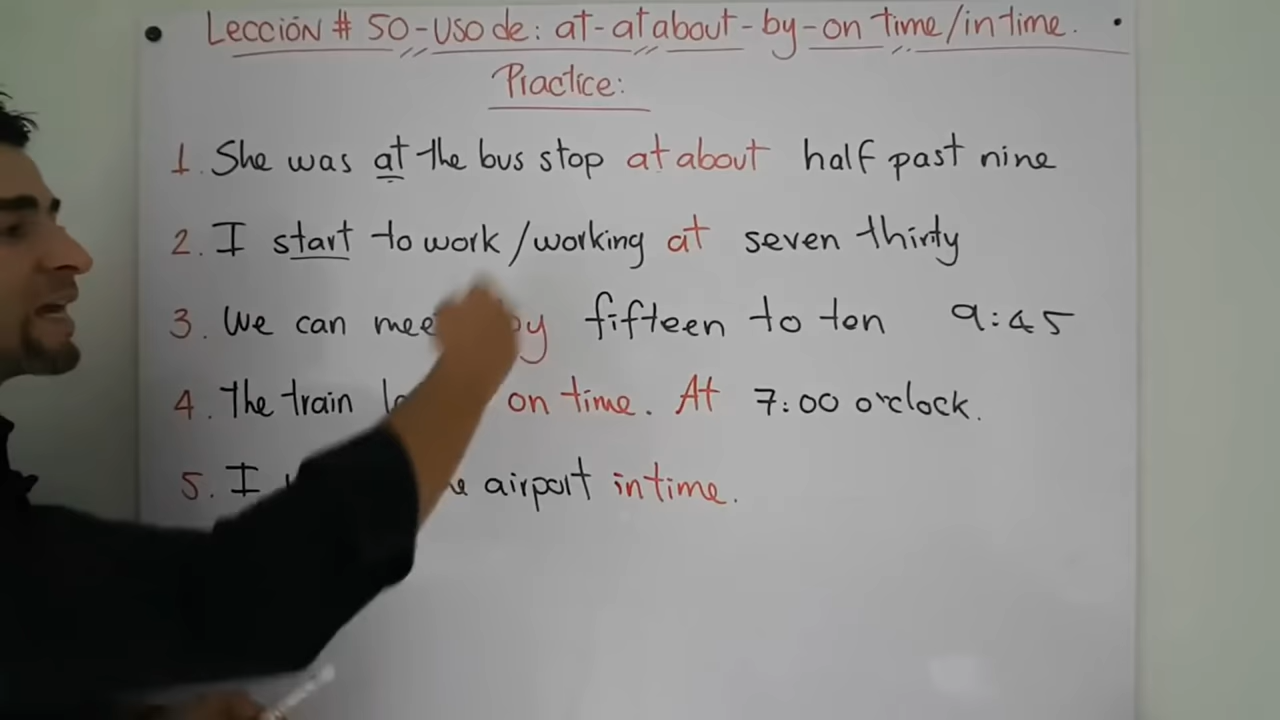 Lección # 50 - Uso de: at - at about - by - on time / in time.
Practice:
1. She was at the bus stop at about half past nine
2. I start to work / working at seven thirty
3. We can by fifteen to ten 9:45
4. The train on time. At 7:00 o'clock.
5. I airport in time.